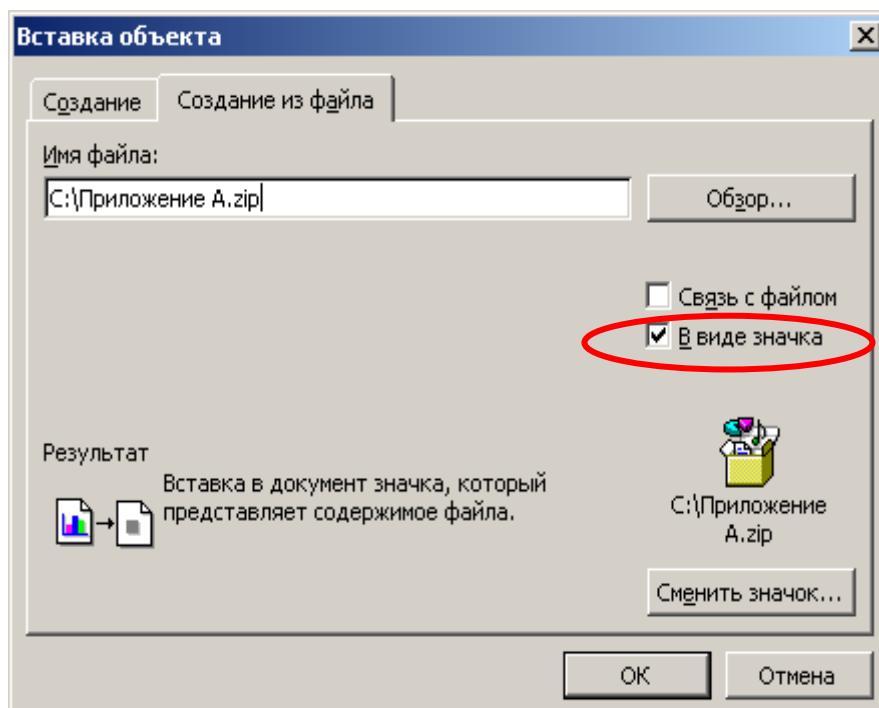 Вставка объекта
Создание
Создание из файла
Имя файла:
C:\Приложение A.zip
Обзор...
Связь с файлом
В виде значка
Результат
Вставка в документ значка, который
представляет содержимое файла.
C:\Приложение
A.zip
Сменить значок...
OK
Отмена